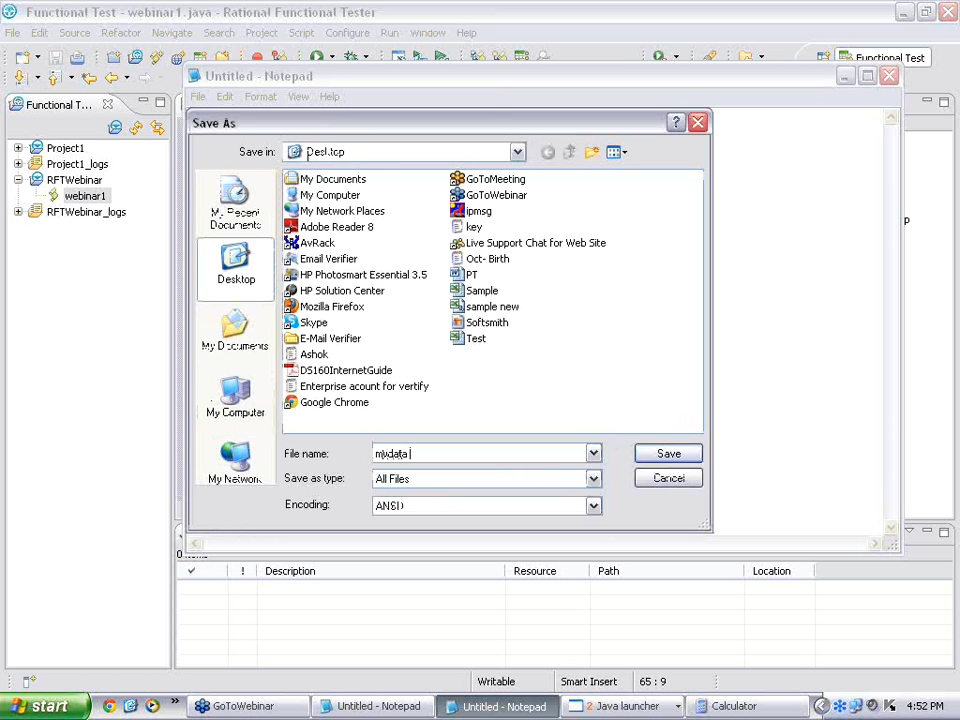 Functional Test - webinar1.java - Rational Functional Tester
File Edit Source Refactor Navigate Search Project Script Configure Run Window Help
Functional Test
Untitled - Notepad
File Edit Format View Help
Functional T...
Project1
Project1_logs
RFTWebinar
webinar1
RFTWebinar_logs
Save As
Save in:
My Recent
Documents
Desktop
My Documents
My Computer
My Network
My Documents
My Computer
My Network Places
Adobe Reader 8
AvRack
Email Verifier
HP Photosmart Essential 3.5
HP Solution Center
Mozilla Firefox
Skype
E-Mail Verifier
Ashok
D5160InternetGuide
Enterprise acount for vertify
Google Chrome
GoToMeeting
GoToWebinar
ipmsg
key
Live Support Chat for Web Site
Oct- Birth
PT
Sample
sample new
Softsmith
Test
File name: mydata
Save
Save as type: All Files
Cancel
Encoding: ANSI
p
! Description Resource Path Location
Writable Smart Insert 65 : 9
start » GoToWebinar Untitled - Notepad Untitled - Notepad 2 Java launcher Calculator 4:52 PM